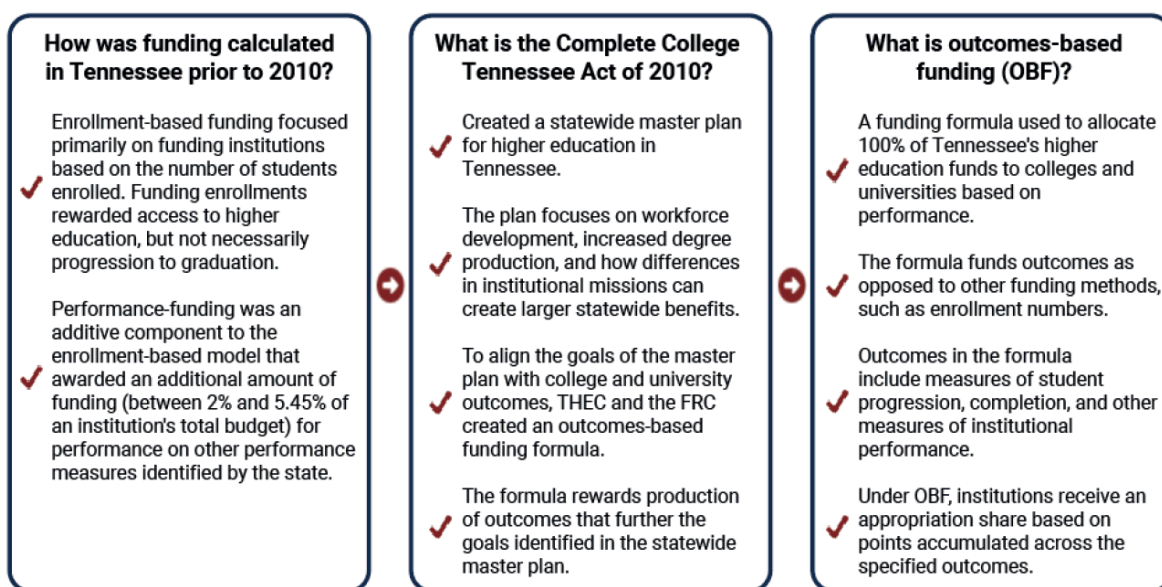 How was funding calculated
in Tennessee prior to 2010?
Enrollment-based funding focused
primarily on funding institutions
based on the number of students
enrolled. Funding enrollments
rewarded access to higher
education, but not necessarily
progression to graduation.
Performance-funding was an
additive component to the
enrollment-based model that
awarded an additional amount of
funding (between 2% and 5.45% of
an institution's total budget) for
performance on other performance
measures identified by the state.
What is the Complete College
Tennessee Act of 2010?
Created a statewide master plan
for higher education in
Tennessee.
The plan focuses on workforce
development, increased degree
production, and how differences
in institutional missions can
create larger statewide benefits.
To align the goals of the master
plan with college and university
outcomes, THEC and the FRC
created an outcomes-based
funding formula.
The formula rewards production
of outcomes that further the
goals identified in the statewide
master plan.
What is outcomes-based
funding (OBF)?
A funding formula used to allocate
100% of Tennessee's higher
education funds to colleges and
universities based on
performance.
The formula funds outcomes as
opposed to other funding methods,
such as enrollment numbers.
Outcomes in the formula
include measures of student
progression, completion, and other
measures of institutional
performance.
Under OBF, institutions receive an
appropriation share based on
points accumulated across the
specified outcomes.